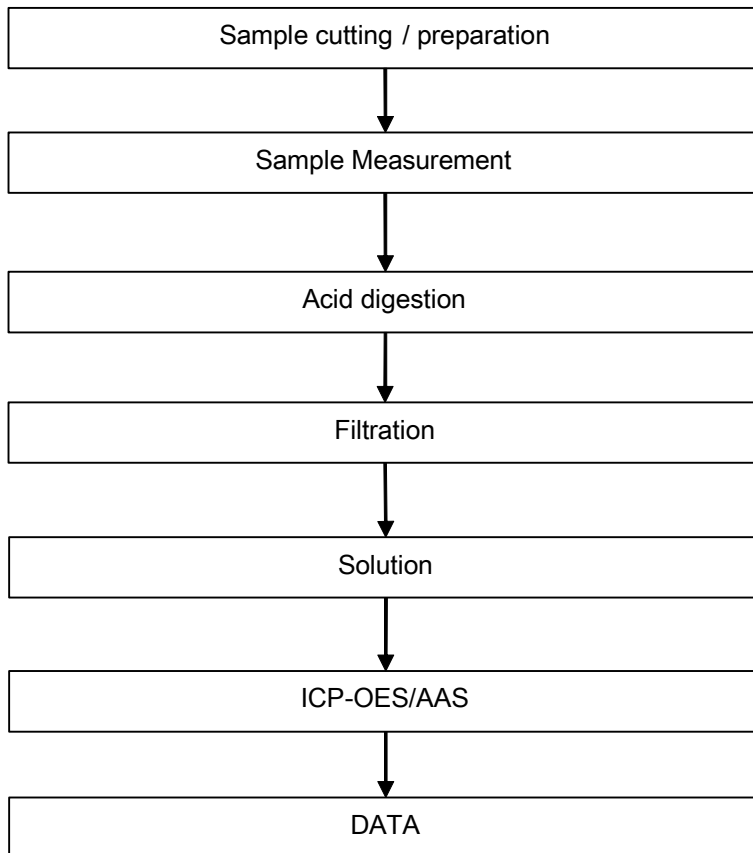 Sample cutting / preparation
Sample Measurement
Acid digestion
Filtration
Solution
ICP-OES/AAS
DATA